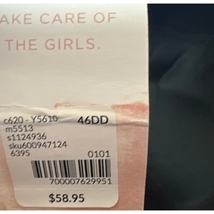 AKE CARE OF
THE GIRLS.
c620 - Y5610 46DD
m5513
s1124936
sku600947124
6395 0101
700007629951
$58.95